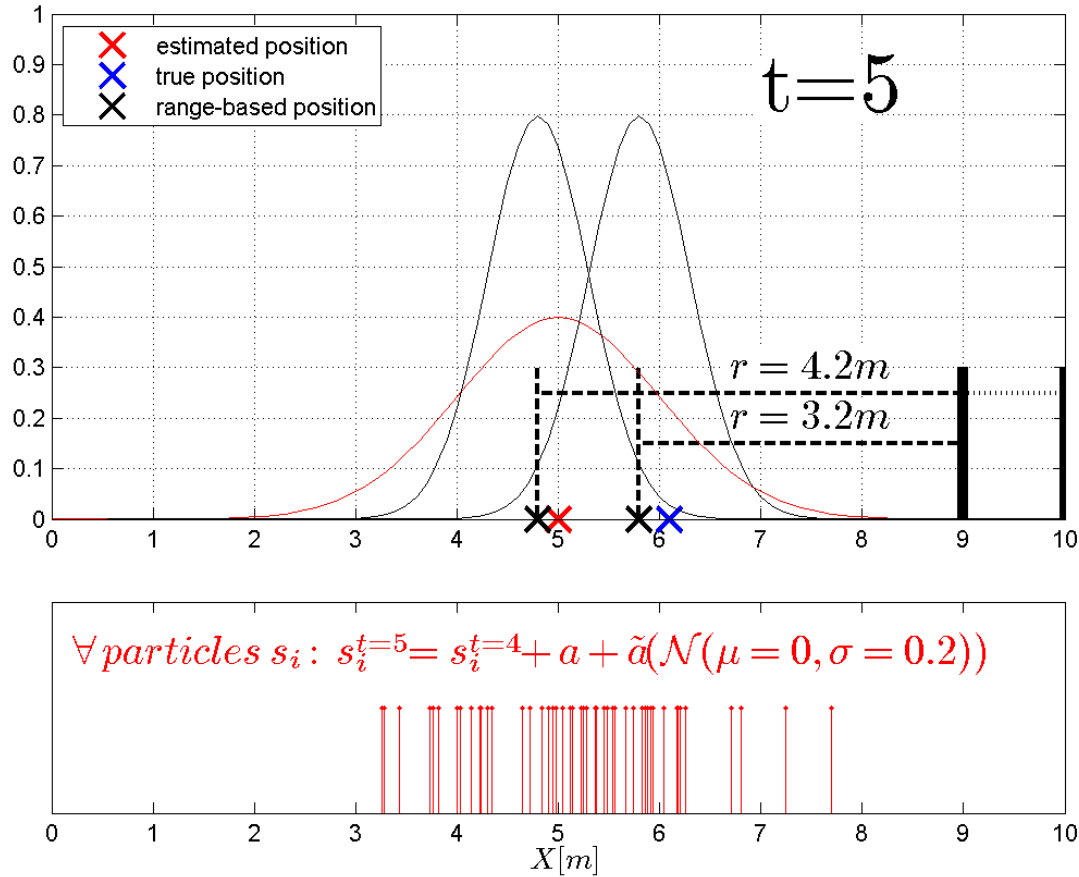 1
0.9
0.8
0.7
0.6
0.5
0.4
0.3
0.2
0.1
0
estimated position
true position
range-based position
t=5
r = 4.2m
r = 3.2m
0 1 2 3 4 5 6 7 8 9 10
∀ particles s_i : s_i^{t=5} = s_i^{t=4} + a + ã(𝒩(μ = 0, σ = 0.2))
0 1 2 3 4 5 6 7 8 9 10
X[m]